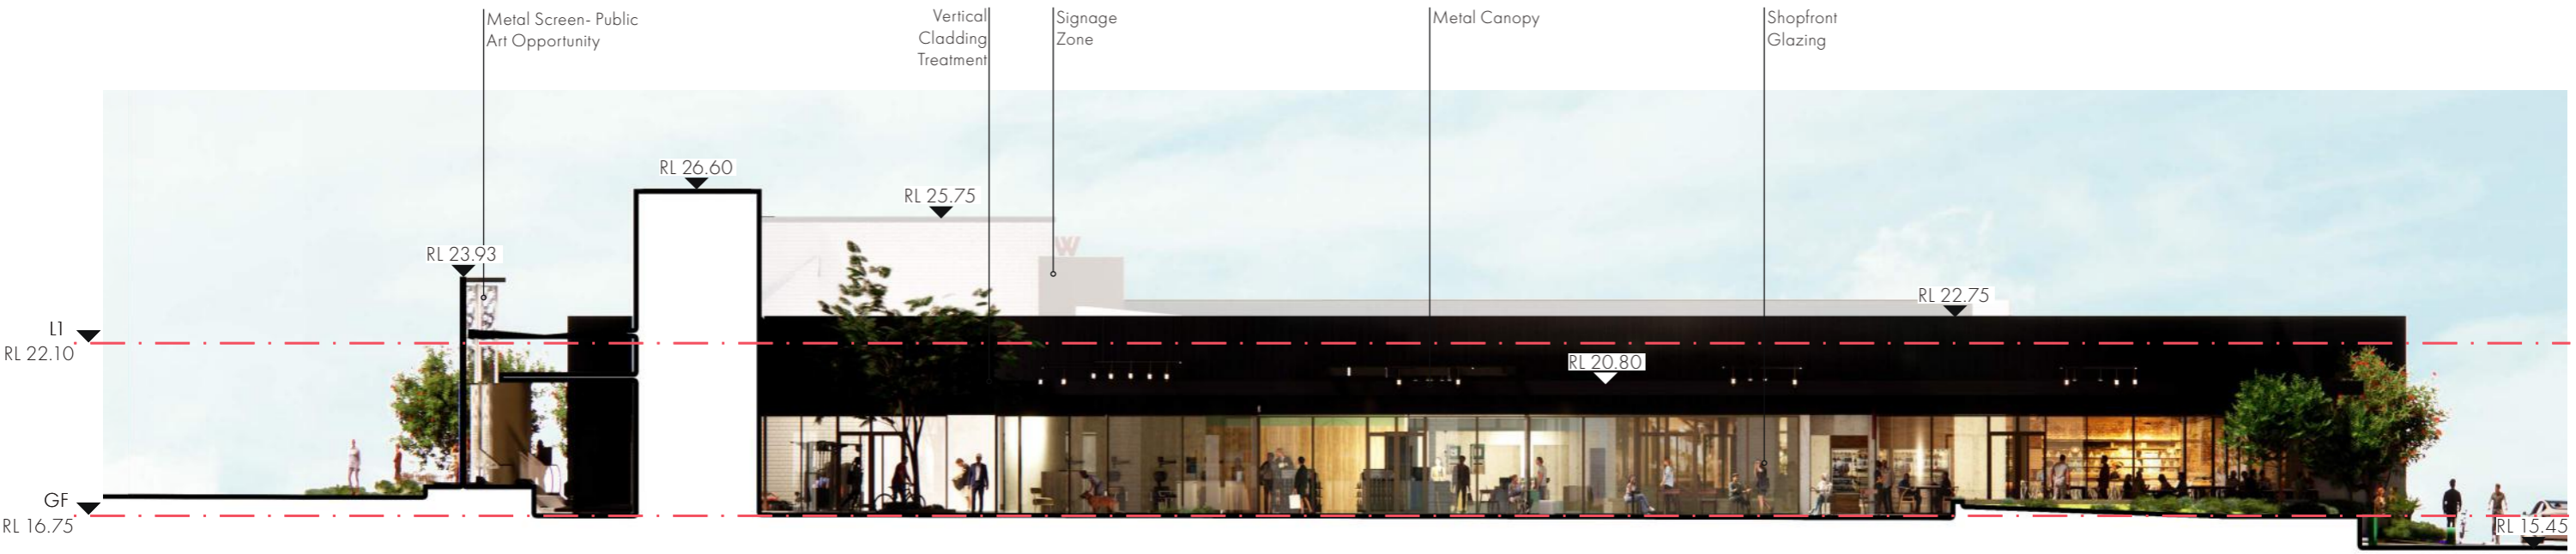 Metal Screen- Public
Art Opportunity
Vertical
Cladding
Treatment
Signage
Zone
Metal Canopy
Shopfront
Glazing
RL 26.60
RL 25.75
W
RL 23.93
RL 22.75
L1
RL 22.10
RL 20.80
GF
RL 16.75
RL 15.45